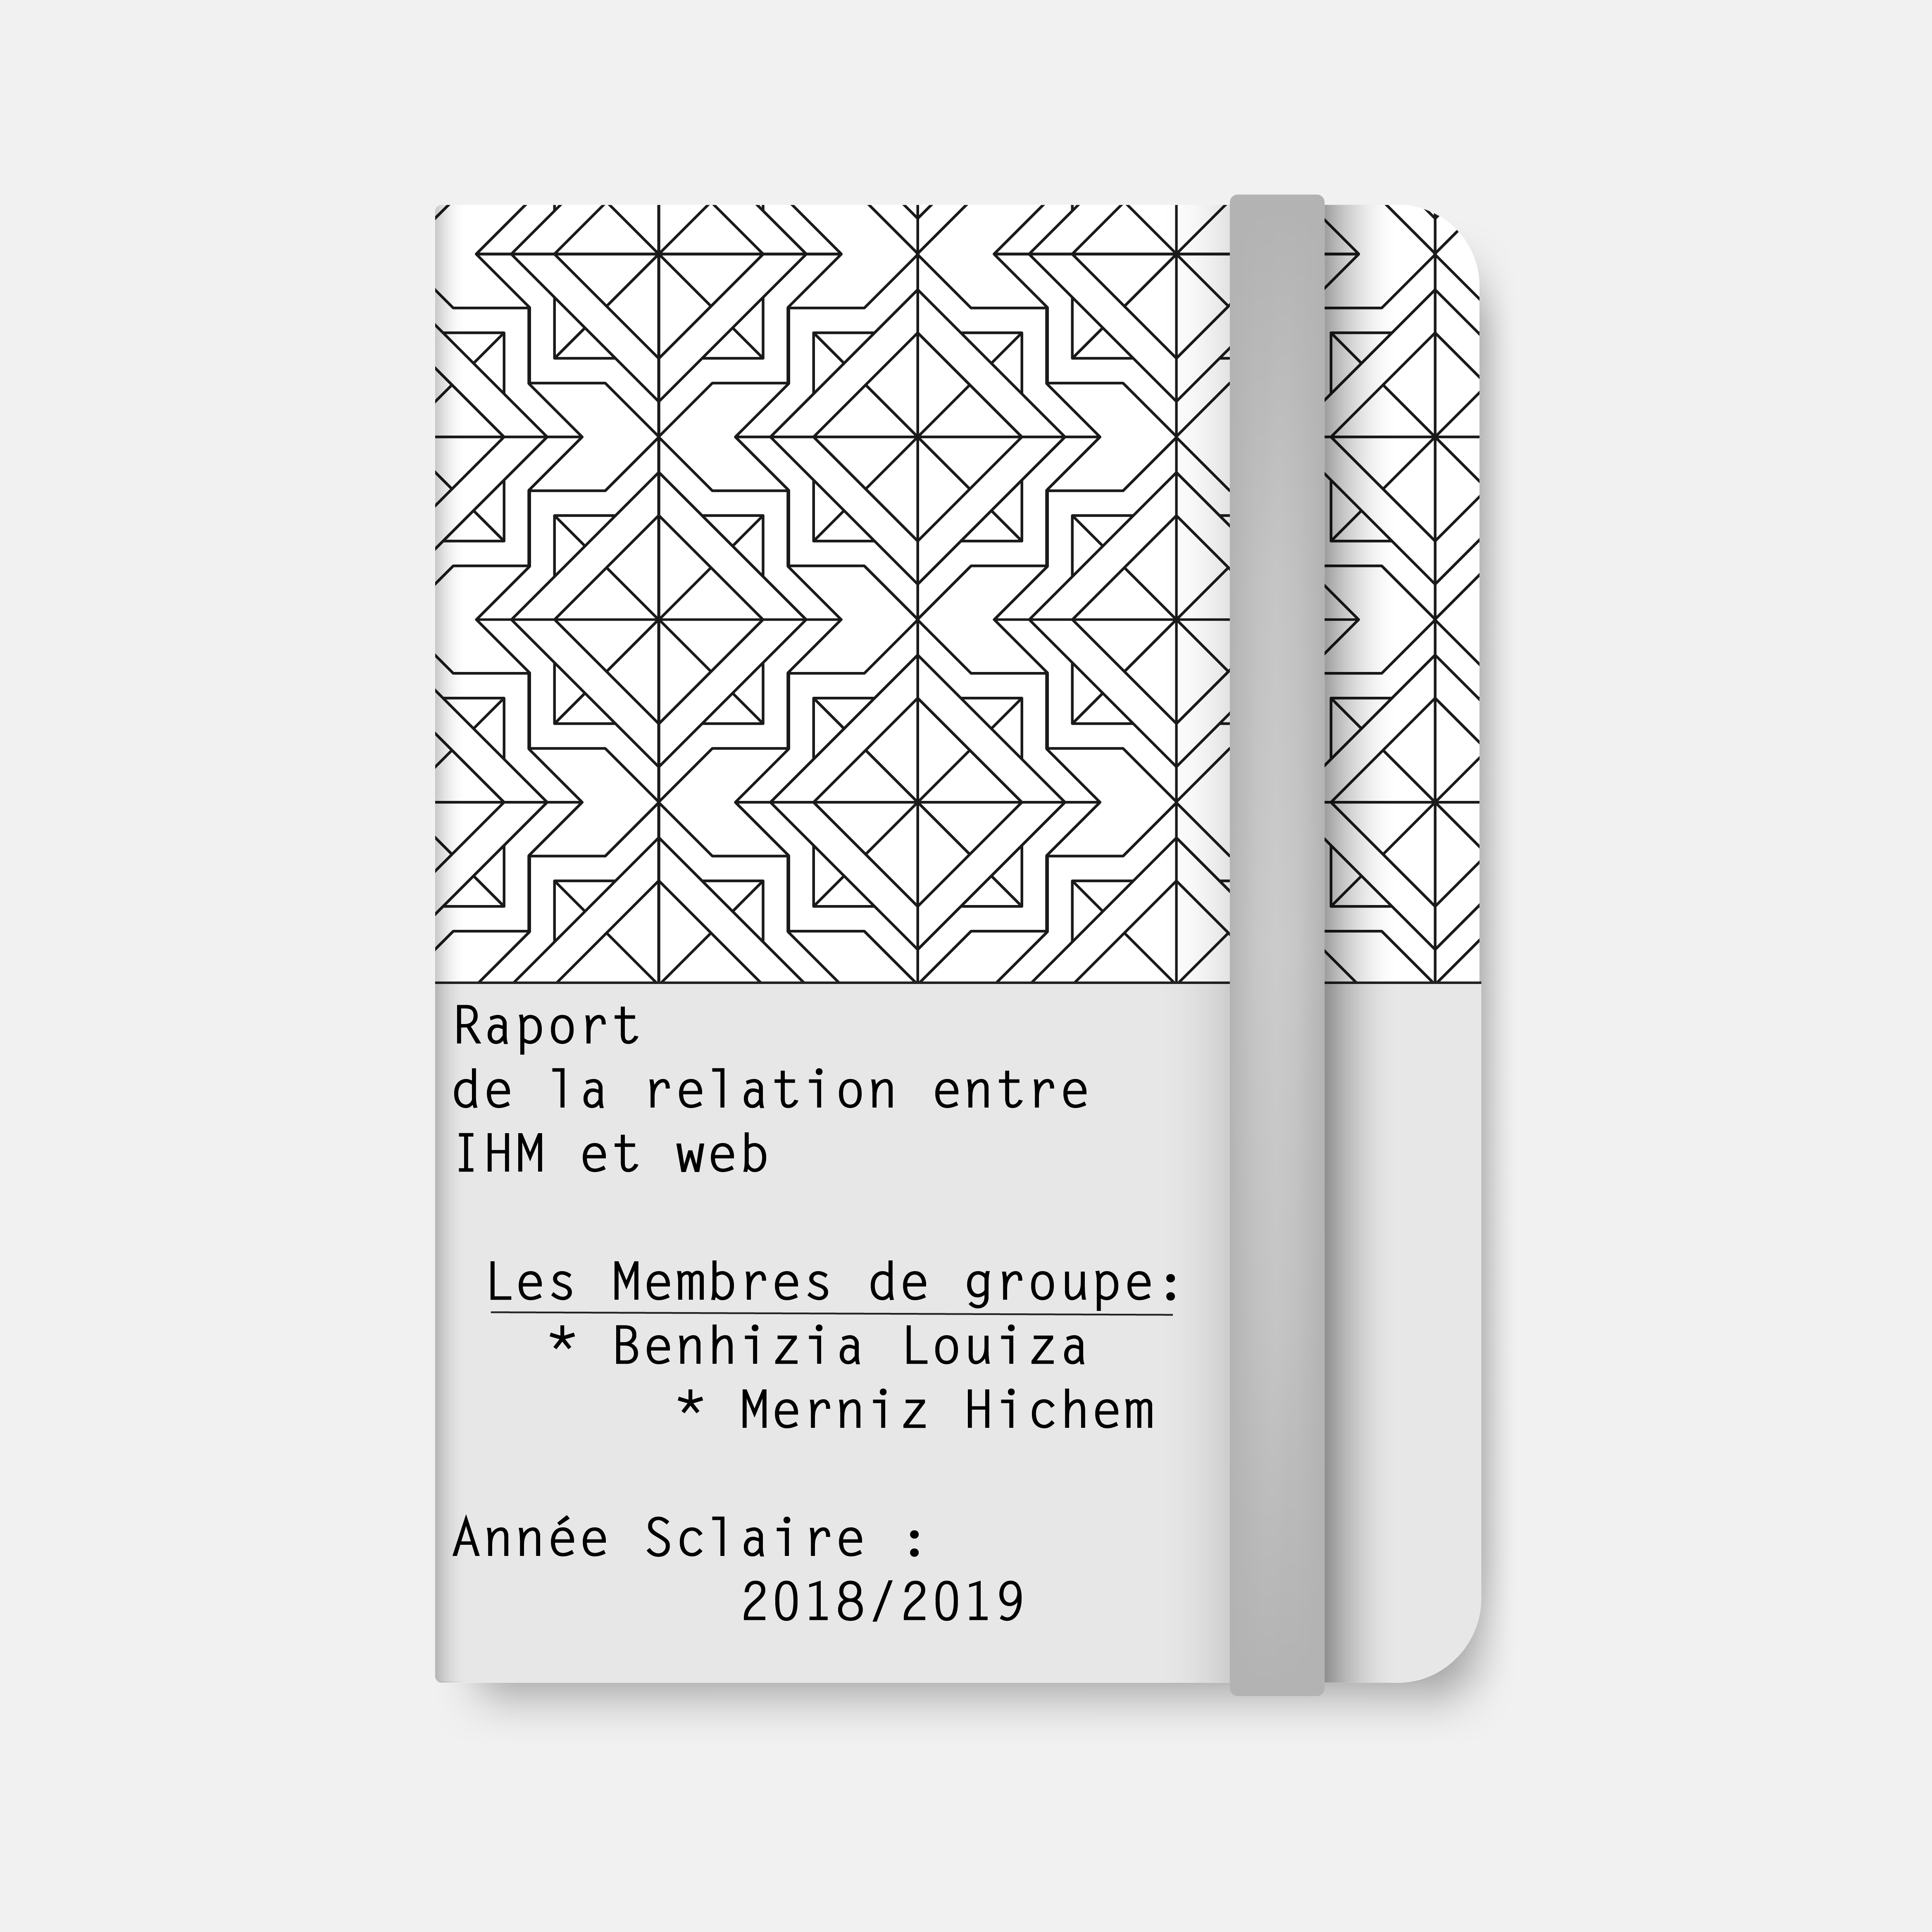 Raport
de la relation entre
IHM et web
Les Membres de groupe:
* Benhizia Louiza
* Merniz Hichem
Année Sclaire :
2018/2019